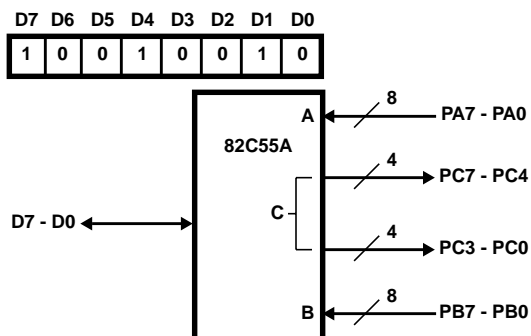 D7 D6 D5 D4 D3 D2 D1 D0
1 0 0 1 0 0 1 0
A 8 PA7 - PA0
82C55A
4 PC7 - PC4
C
D7 - D0
4 PC3 - PC0
B 8 PB7 - PB0